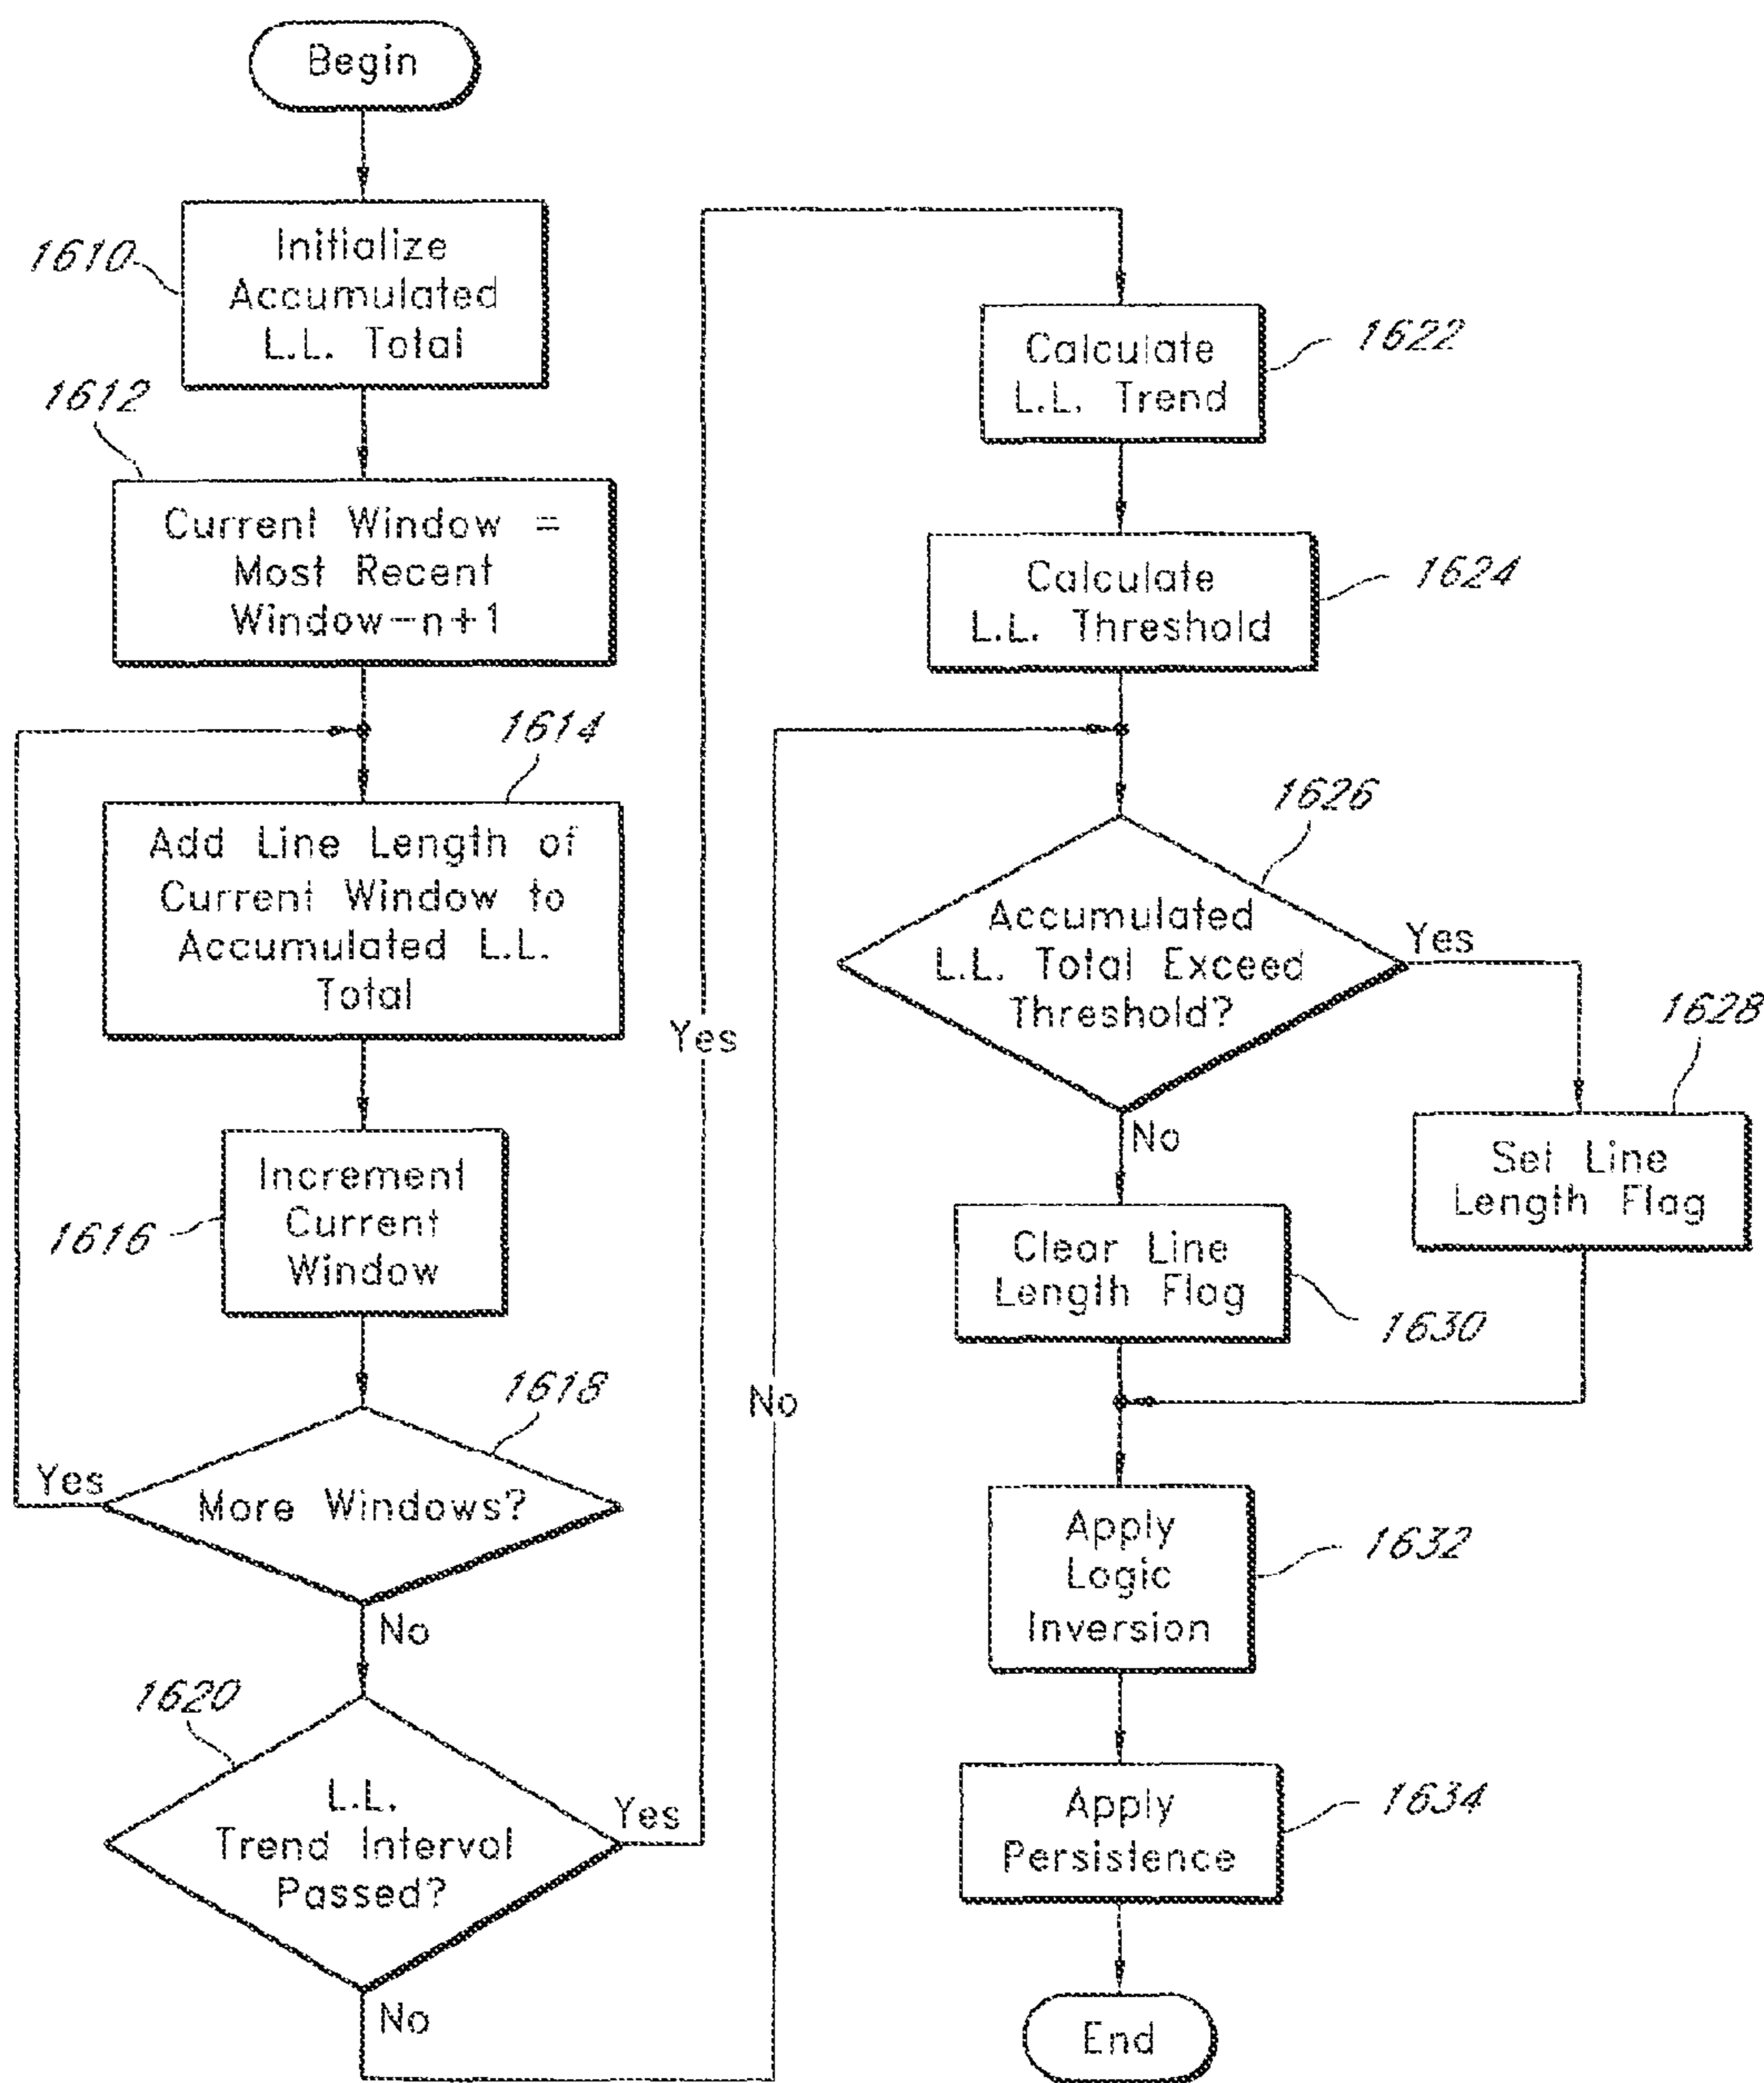 Begin
1610
Initialize
Accumulated
L.L. Total
1612
Current Window =
Most Recent
Window-n+1
1614
Add Line Length of
Current Window to
Accumulated L.L.
Total
1616
Increment
Current
Window
1618
More Windows?
Yes
No
1620
L.L.
Trend Interval
Passed?
Yes
Yes
No
No
1622
Calculate
L.L. Trend
1624
Calculate
L.L. Threshold
1626
Accumulated
L.L. Total Exceed
Threshold?
Yes
No
1628
Set Line
Length Flag
Clear Line
Length Flag
1630
Apply
Logic
Inversion
1632
Apply
Persistence
1634
End